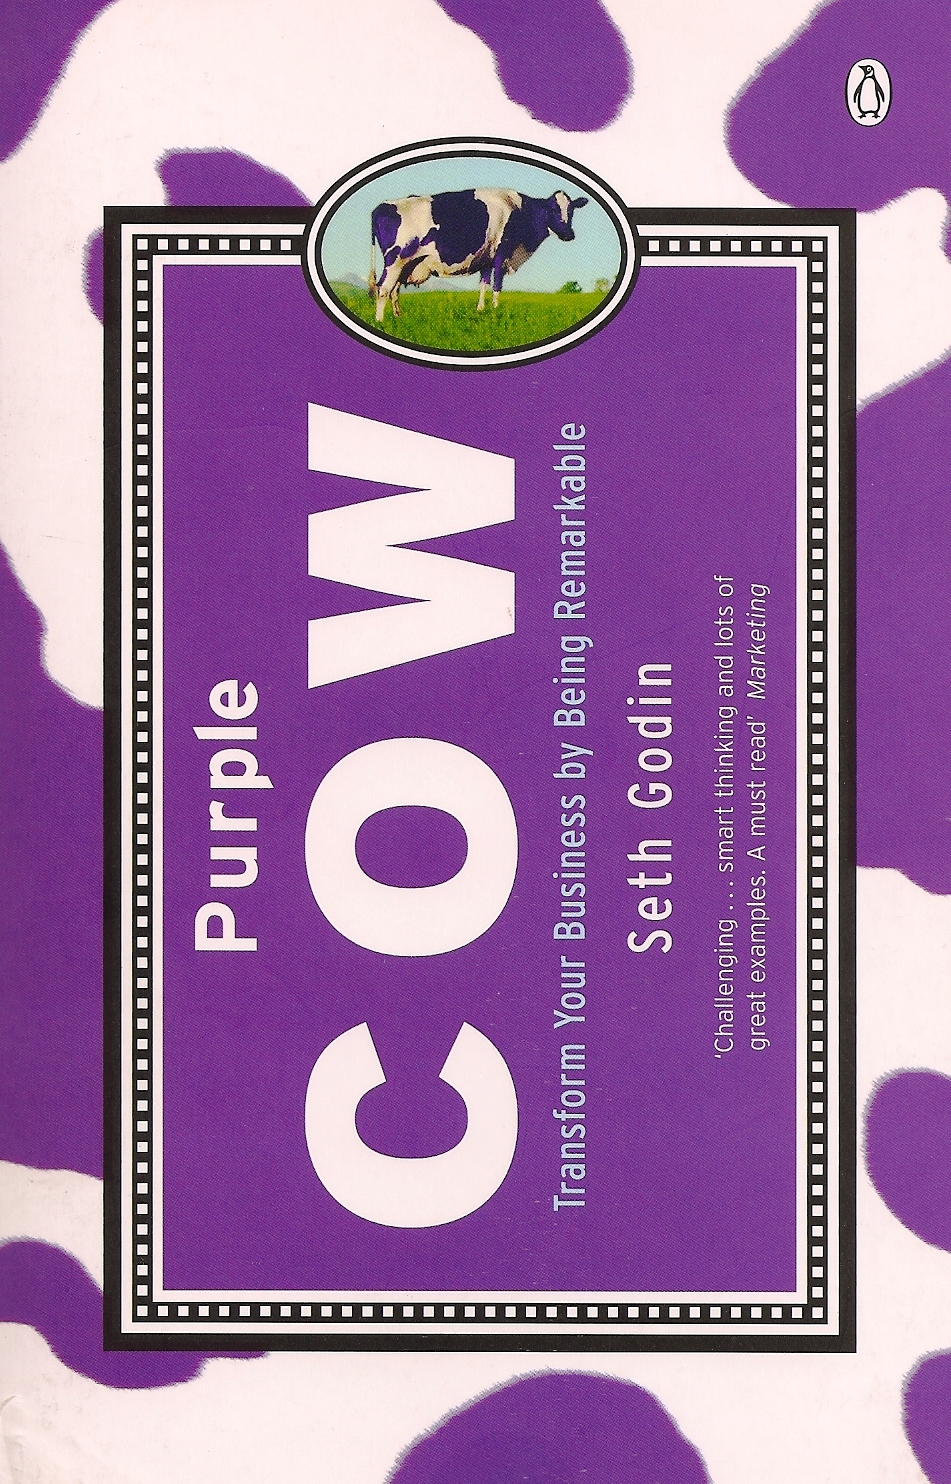 Purple
COW
Transform Your Business by Being Remarkable
Seth Godin
'Challenging . . . smart thinking and lots of
great examples. A must read' Marketing